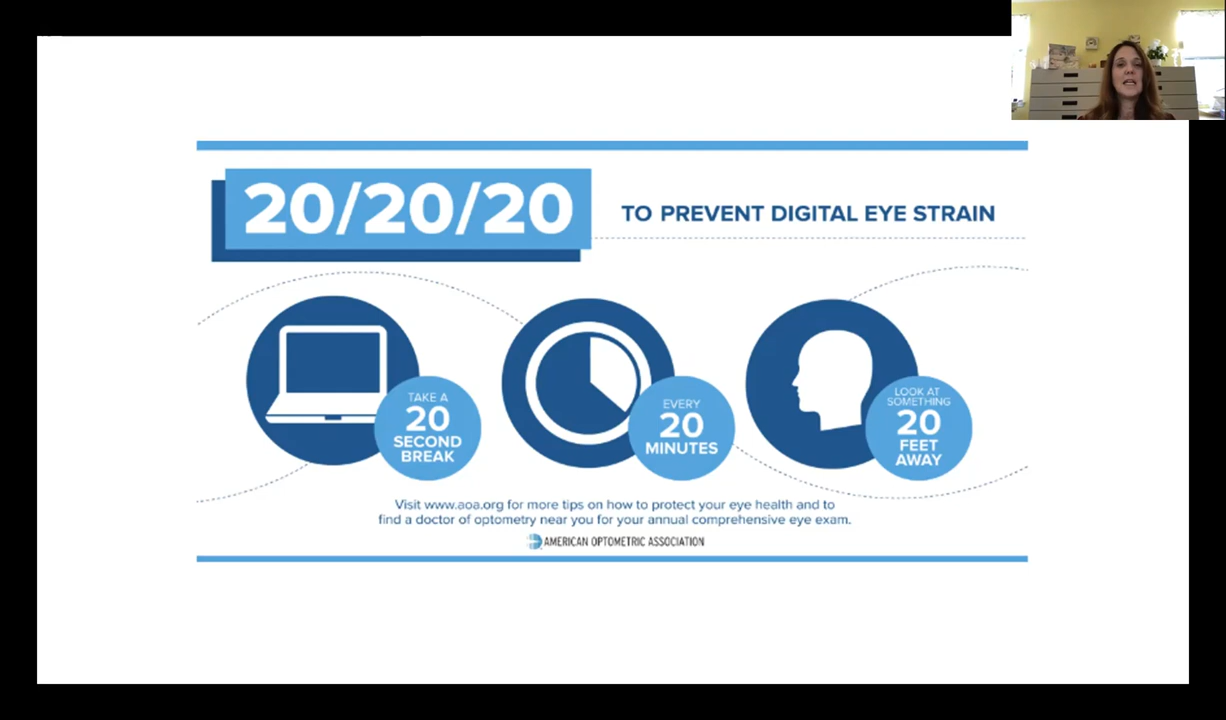 20/20/20
TO PREVENT DIGITAL EYE STRAIN
TAKE A
20
SECOND
BREAK
EVERY
20
MINUTES
LOOK AT
SOMETHING
20
FEET
AWAY
Visit www.aoa.org for more tips on how to protect your eye health and to
find a doctor of optometry near you for your annual comprehensive eye exam.
AMERICAN OPTOMETRIC ASSOCIATION